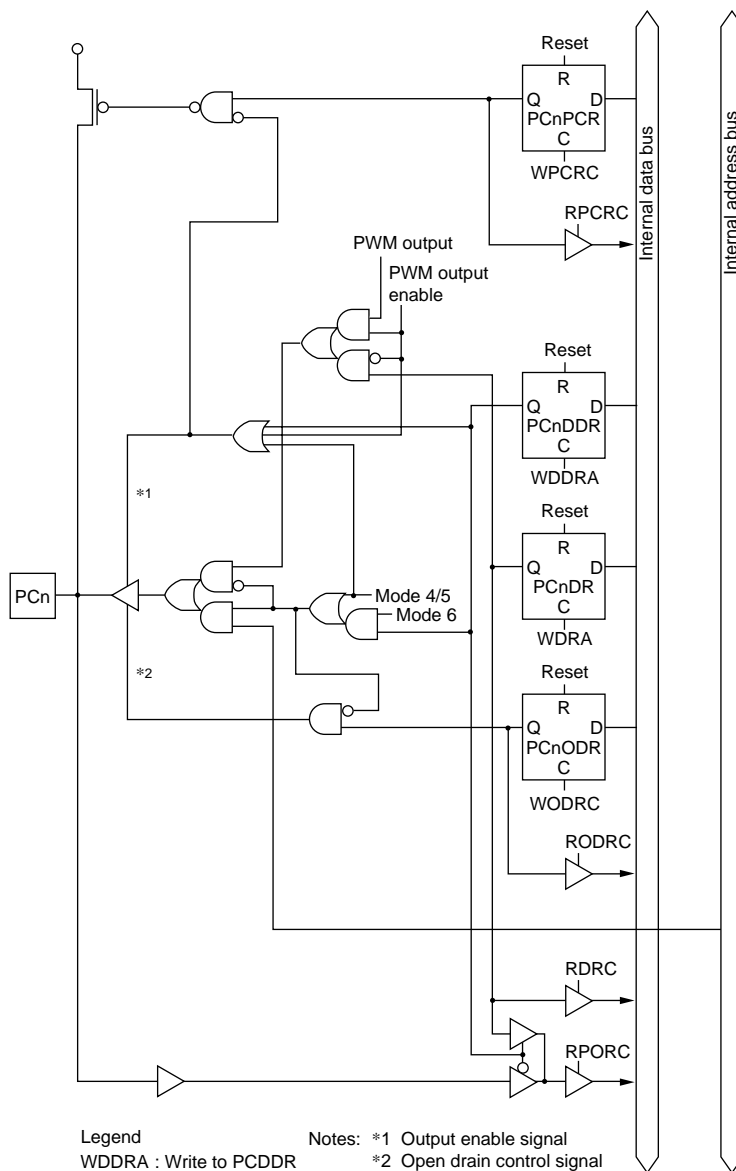 Reset
R
Q D
PCnPCR
C
WPCRC
RPCRC
Internal data bus
Internal address bus
PWM output
PWM output
enable
Reset
R
Q D
PCnDDR
C
WDDRA
*1
Reset
R
Q D
PCnDR
C
WDRA
PCn
Mode 4/5
Mode 6
*2
Reset
R
Q D
PCnODR
C
WODRC
RODRC
RDRC
RPORC
Legend Notes: *1 Output enable signal
WDDRA : Write to PCDDR *2 Open drain control signal